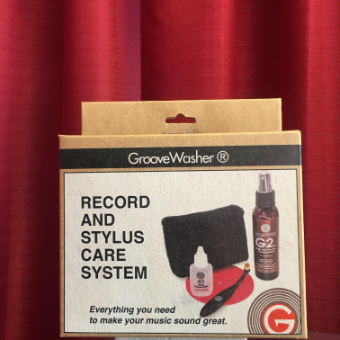 GrooveWasher ®
RECORD
AND
STYLUS
CARE
SYSTEM
G2
Everything you need
to make your music sound great.
G